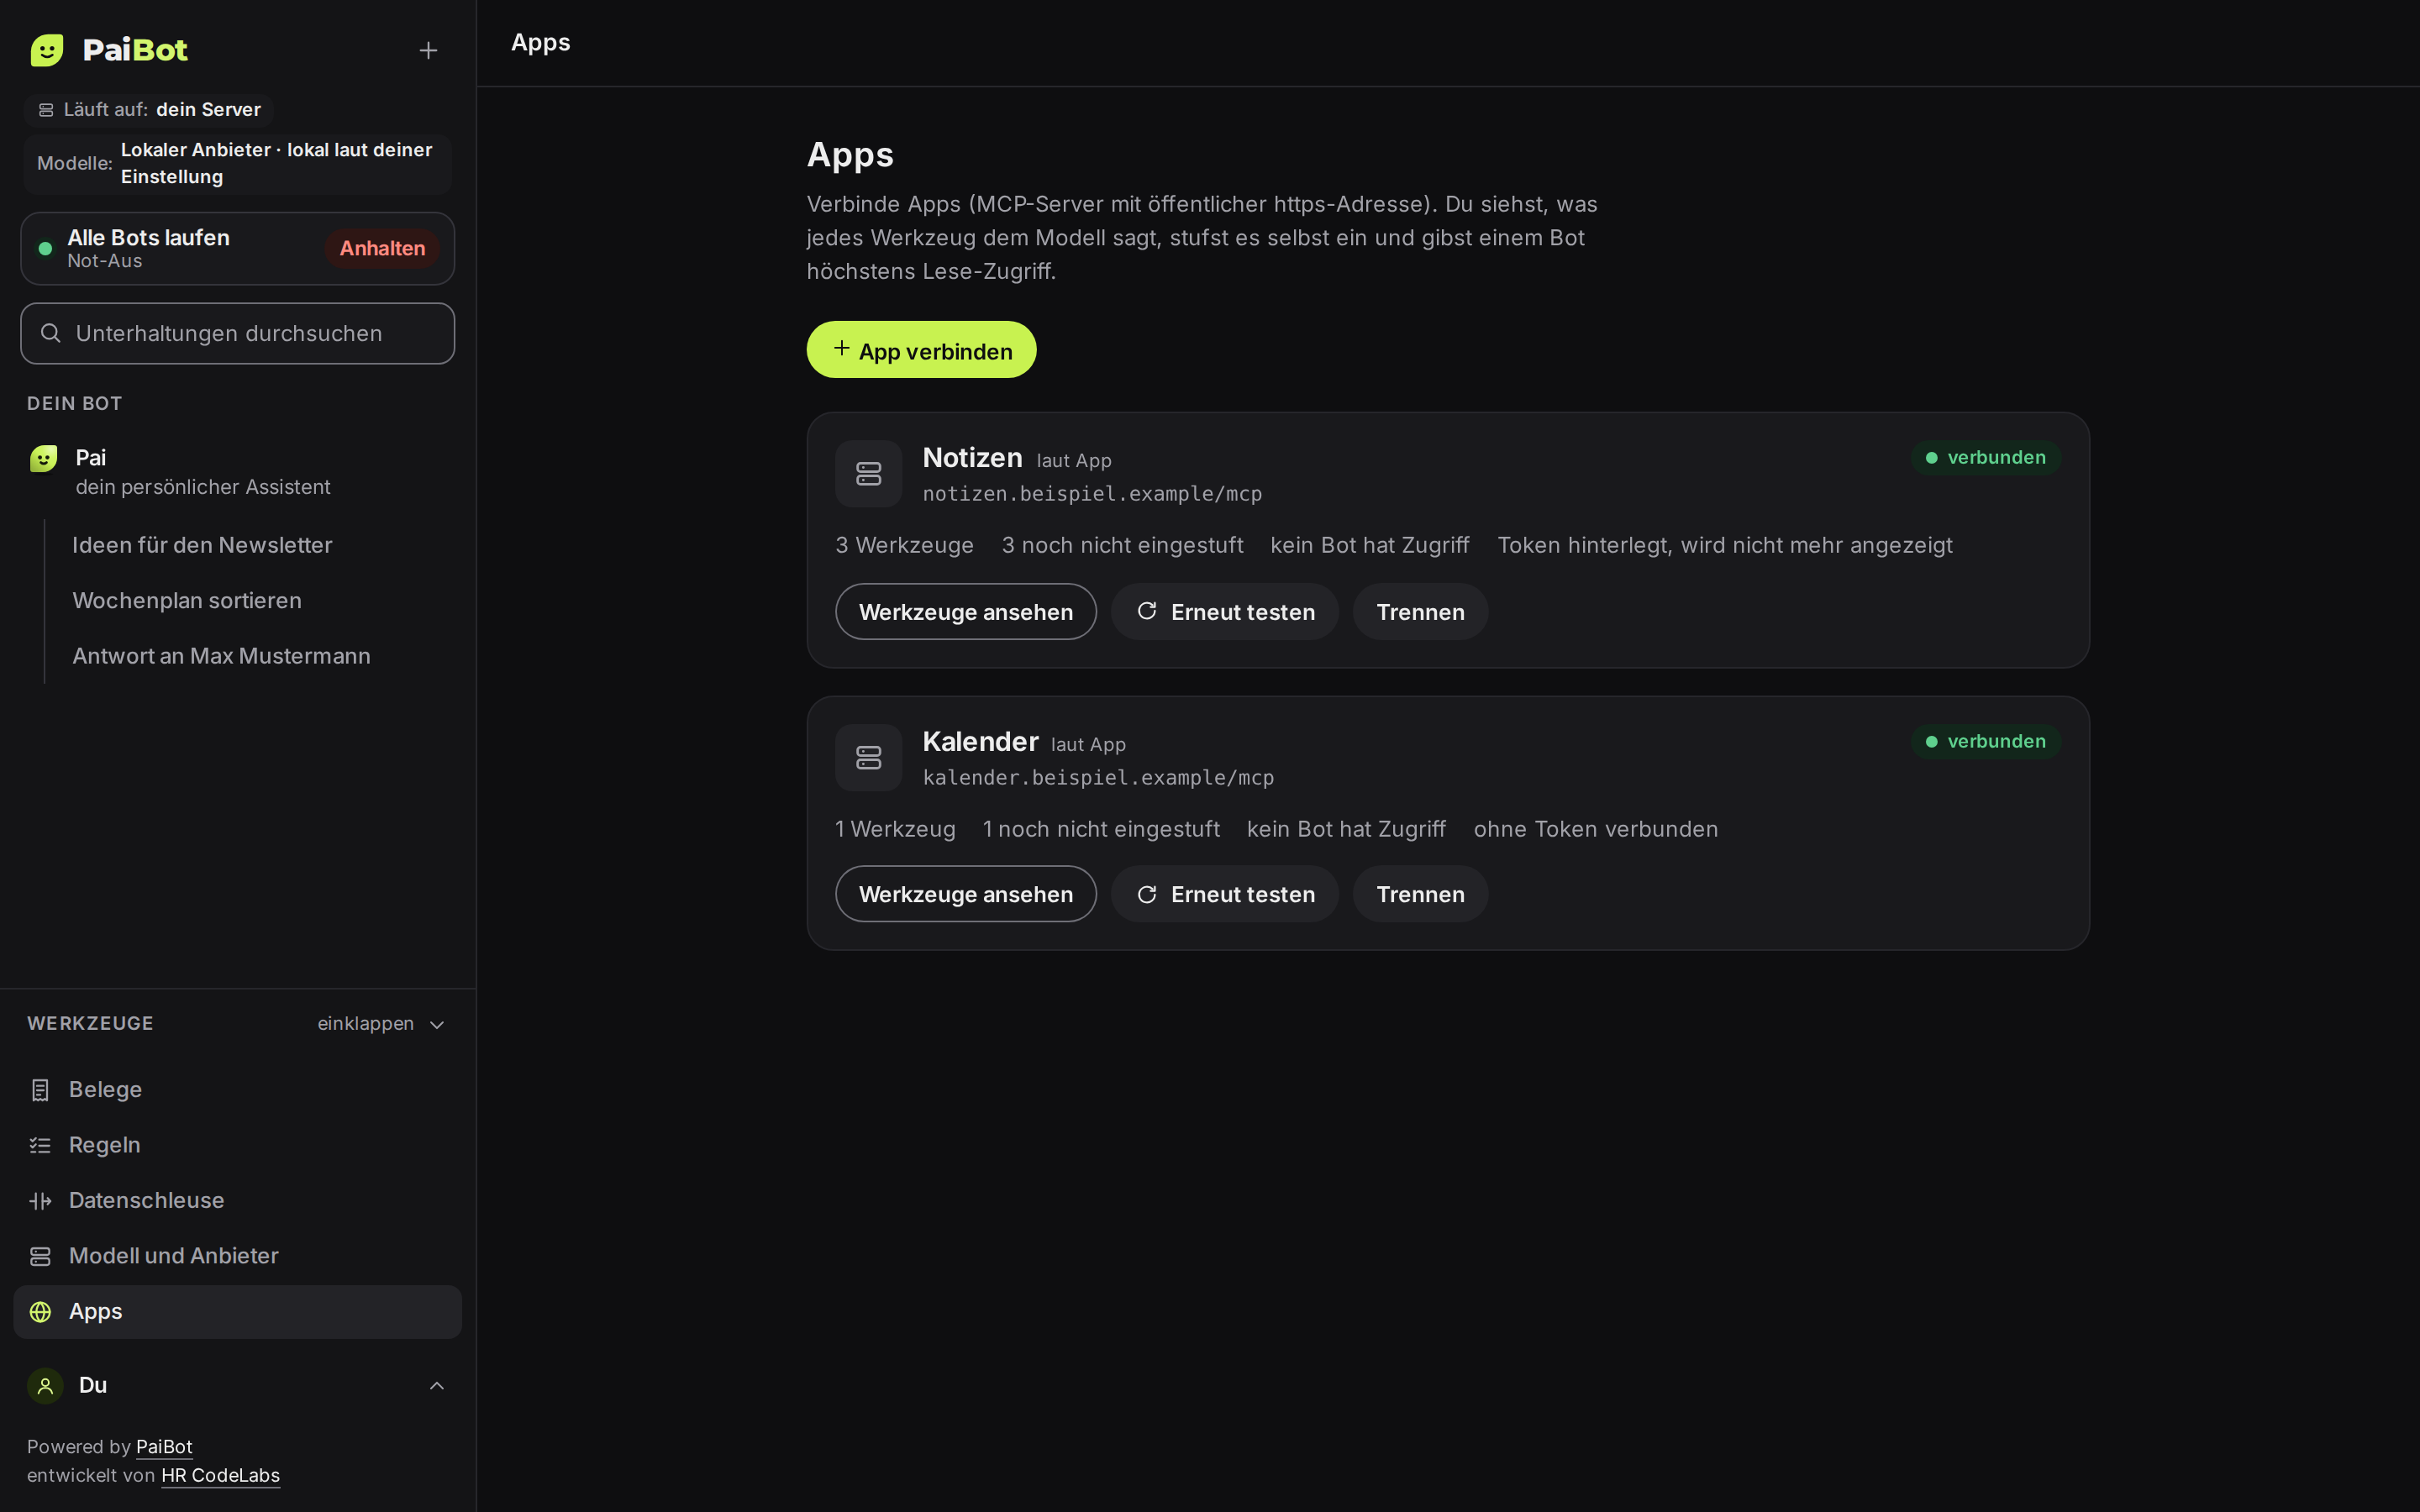 PaiBot
Läuft auf: dein Server
Modelle: Lokaler Anbieter · lokal laut deiner
Einstellung
Alle Bots laufen
Not-Aus
Anhalten
Unterhaltungen durchsuchen
DEIN BOT
Pai
dein persönlicher Assistent
Ideen für den Newsletter
Wochenplan sortieren
Antwort an Max Mustermann
WERKZEUGE einklappen
Belege
Regeln
Datenschleuse
Modell und Anbieter
Apps
Du
Powered by PaiBot
entwickelt von HR CodeLabs
Apps
Apps
Verbinde Apps (MCP-Server mit öffentlicher https-Adresse). Du siehst, was
jedes Werkzeug dem Modell sagt, stufst es selbst ein und gibst einem Bot
höchstens Lese-Zugriff.
App verbinden
Notizen laut App
verbunden
notizen.beispiel.example/mcp
3 Werkzeuge 3 noch nicht eingestuft kein Bot hat Zugriff Token hinterlegt, wird nicht mehr angezeigt
Werkzeuge ansehen Erneut testen Trennen
Kalender laut App
verbunden
kalender.beispiel.example/mcp
1 Werkzeug 1 noch nicht eingestuft kein Bot hat Zugriff ohne Token verbunden
Werkzeuge ansehen Erneut testen Trennen